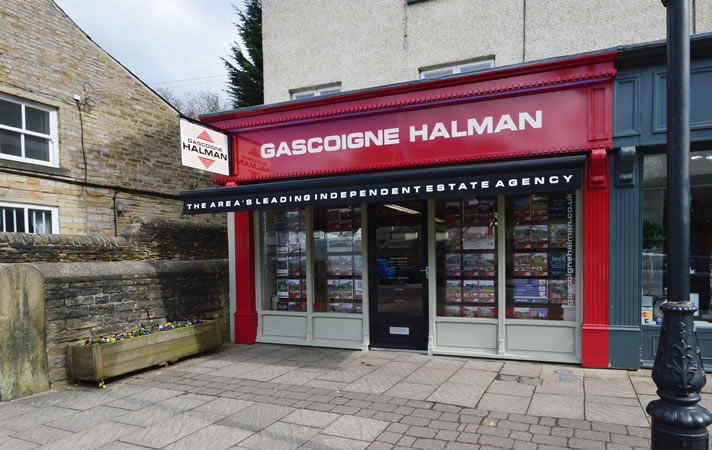 GASCOIGNE HALMAN
GASCOIGNE
HALMAN
THE AREA'S LEADING INDEPENDENT ESTATE AGENCY
gascoignehalman.co.uk